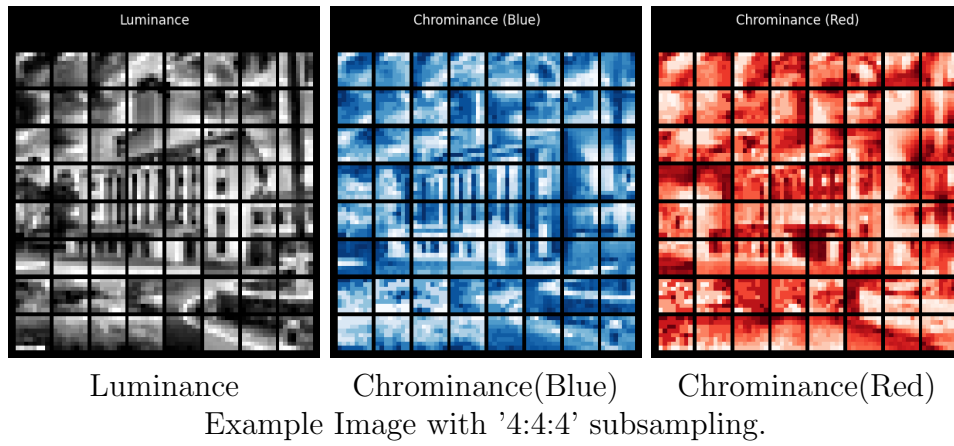 Luminance
Chrominance (Blue)
Chrominance (Red)
Luminance
Chrominance(Blue)
Chrominance(Red)
Example Image with '4:4:4' subsampling.